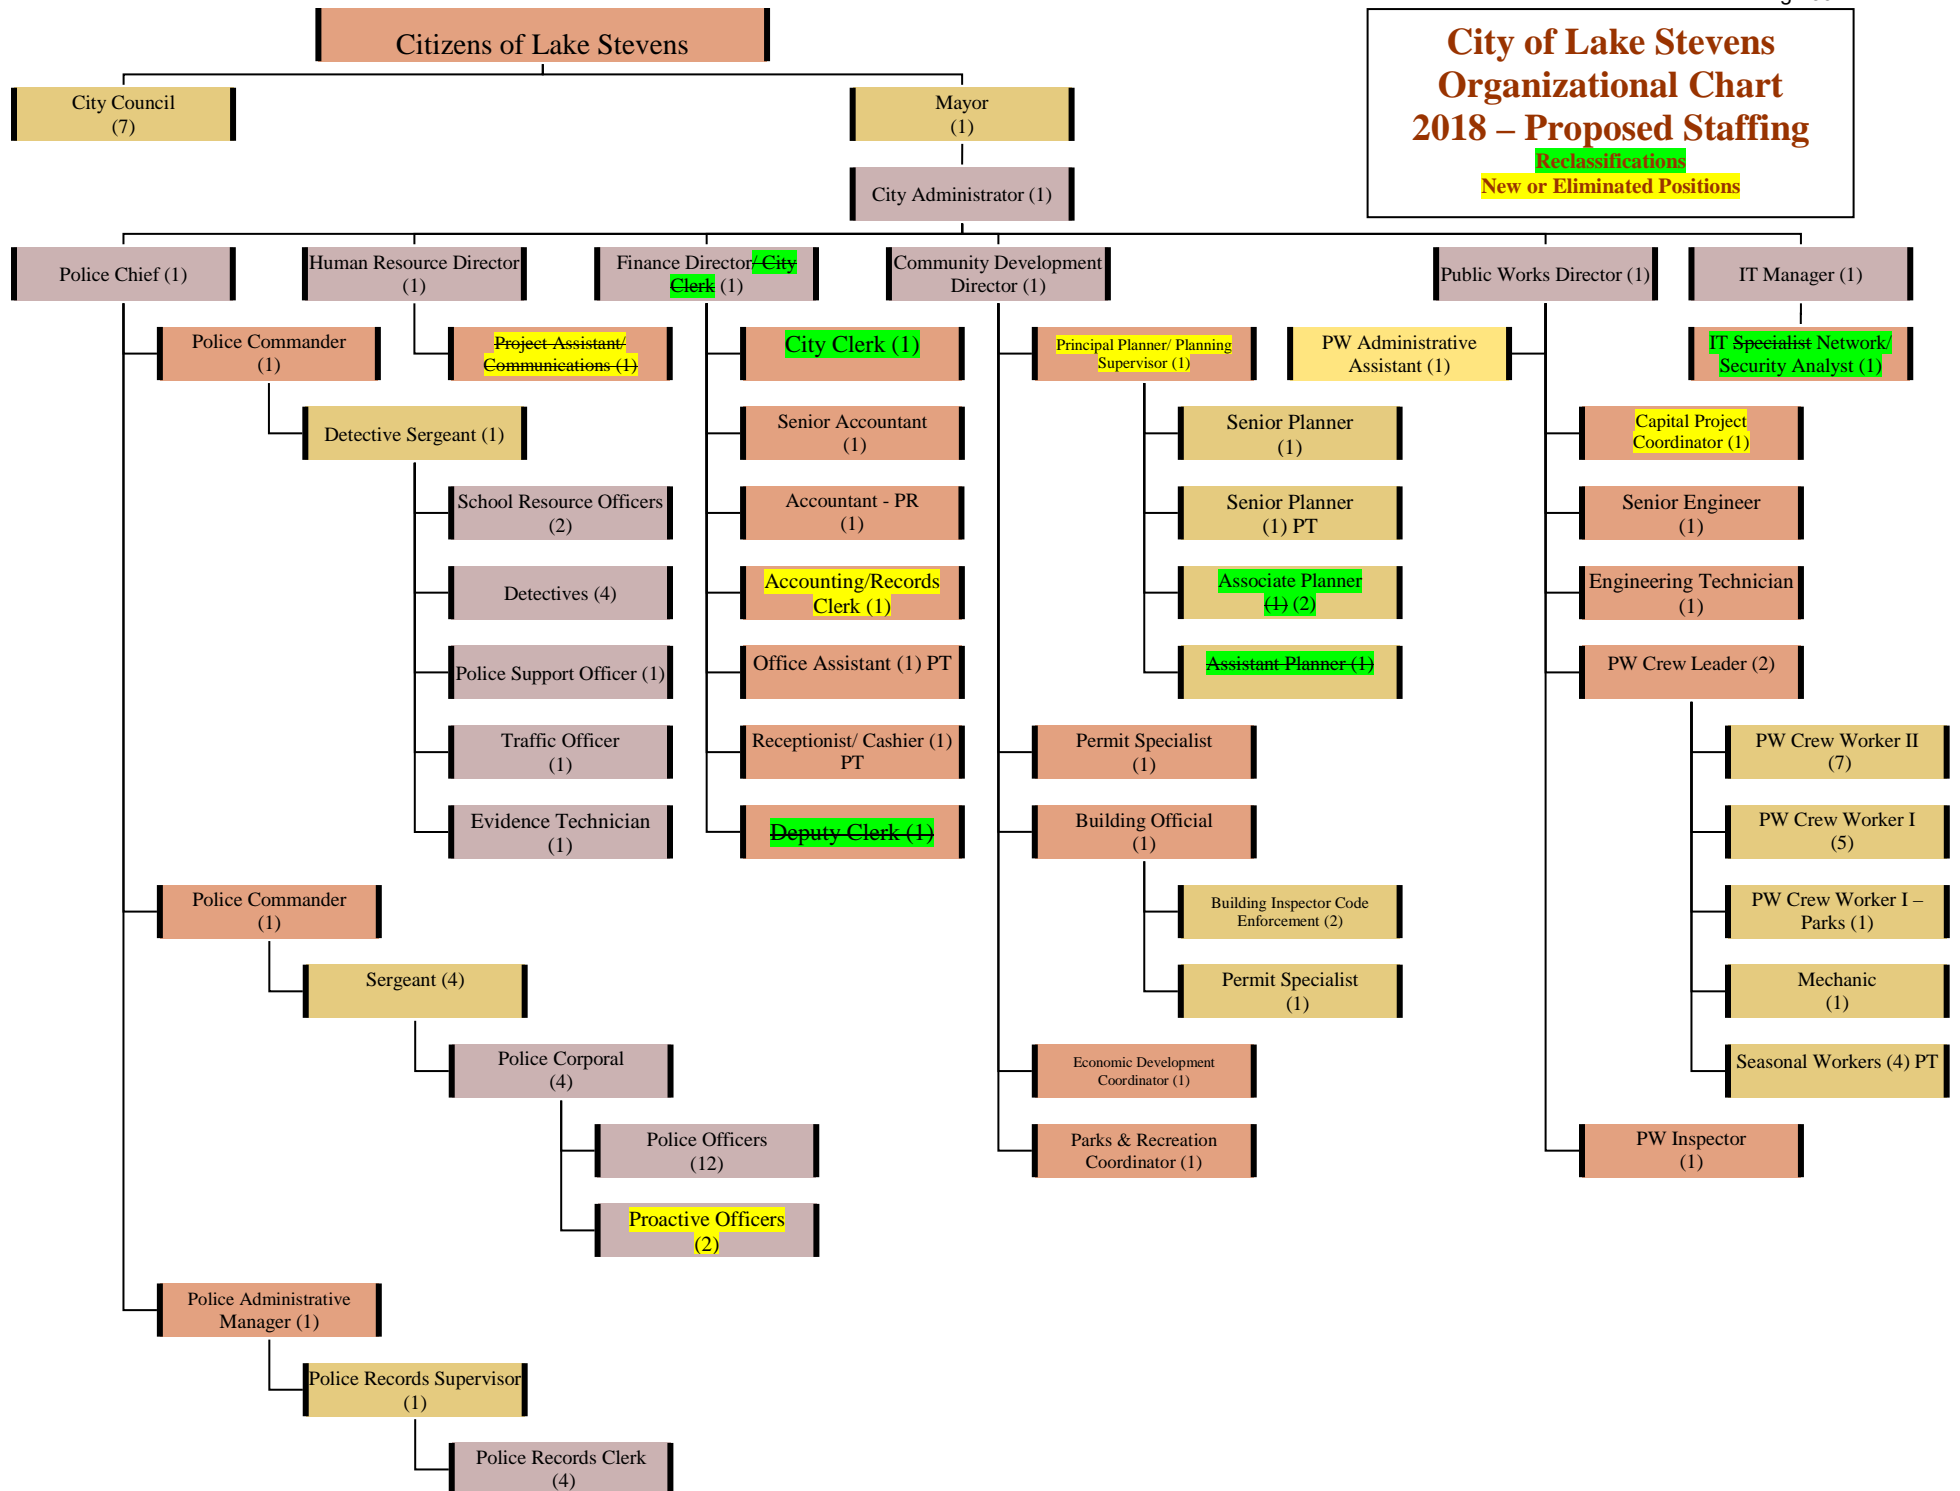 Citizens of Lake Stevens
City of Lake Stevens
Organizational Chart
2018 – Proposed Staffing
Reclassifications
New or Eliminated Positions
City Council
(7)
Mayor
(1)
City Administrator (1)
Police Chief (1)
Human Resource Director
(1)
Finance Director/ City
Clerk (1)
Community Development
Director (1)
Public Works Director (1)
IT Manager (1)
Police Commander
(1)
Project Assistant/
Communications (1)
City Clerk (1)
Principal Planner/ Planning
Supervisor (1)
PW Administrative
Assistant (1)
IT Specialist Network/
Security Analyst (1)
Detective Sergeant (1)
Senior Accountant
(1)
Senior Planner
(1)
Capital Project
Coordinator (1)
School Resource Officers
(2)
Accountant - PR
(1)
Senior Planner
(1) PT
Senior Engineer
(1)
Detectives (4)
Accounting/Records
Clerk (1)
Associate Planner
(1) (2)
Engineering Technician
(1)
Police Support Officer (1)
Office Assistant (1) PT
Assistant Planner (1)
PW Crew Leader (2)
Traffic Officer
(1)
Receptionist/ Cashier (1)
PT
Permit Specialist
(1)
PW Crew Worker II
(7)
Evidence Technician
(1)
Deputy Clerk (1)
Building Official
(1)
PW Crew Worker I
(5)
Police Commander
(1)
Building Inspector Code
Enforcement (2)
PW Crew Worker I –
Parks (1)
Sergeant (4)
Permit Specialist
(1)
Mechanic
(1)
Police Corporal
(4)
Economic Development
Coordinator (1)
Seasonal Workers (4) PT
Police Officers
(12)
Parks & Recreation
Coordinator (1)
PW Inspector
(1)
Proactive Officers
(2)
Police Administrative
Manager (1)
Police Records Supervisor
(1)
Police Records Clerk
(4)